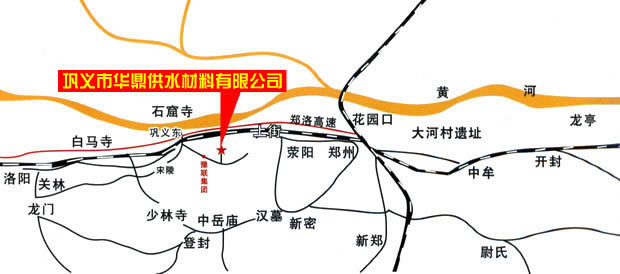 巩义市华鼎供水材料有限公司
黄 河
石窟寺
郑洛高速
花园口
龙亭
巩义东
上街
大河村遗址
白马寺
荥阳
郑州
开封
洛阳
关林
宋陵
豫联集团
中牟
龙门
少林寺
中岳庙
汉墓
新密
登封
新郑
尉氏